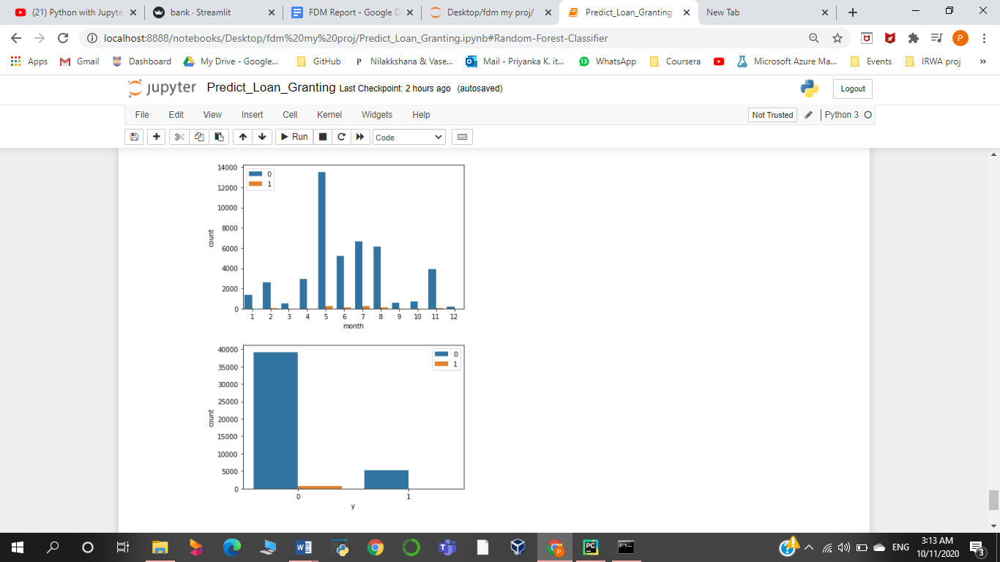 (21) Python with Jupyte
bank · Streamlit
FDM Report - Google D
Desktop/fdm my proj/
Predict_Loan_Granting
New Tab
localhost:8888/notebooks/Desktop/fdm%20my%20proj/Predict_Loan_Granting.ipynb#Random-Forest-Classifier
P
Apps
Gmail
Dashboard
My Drive - Google...
GitHub
P Nilakkshana & Vase...
Mail - Priyanka K. it...
13 WhatsApp
Coursera
Microsoft Azure Ma...
Events
IRWA proj
»
jupyter Predict_Loan_Granting Last Checkpoint: 2 hours ago (autosaved)
Logout
File Edit View Insert Cell Kernel Widgets Help
Not Trusted
Python 3
Run
Code
14000
12000
10000
8000
6000
4000
2000
0
count
0
1
1 2 3 4 5 6 7 8 9 10 11 12
month
40000
35000
30000
25000
20000
15000
10000
5000
0
count
0
1
0 1
y
W
P
PC
ENG
3:13 AM
10/11/2020
3